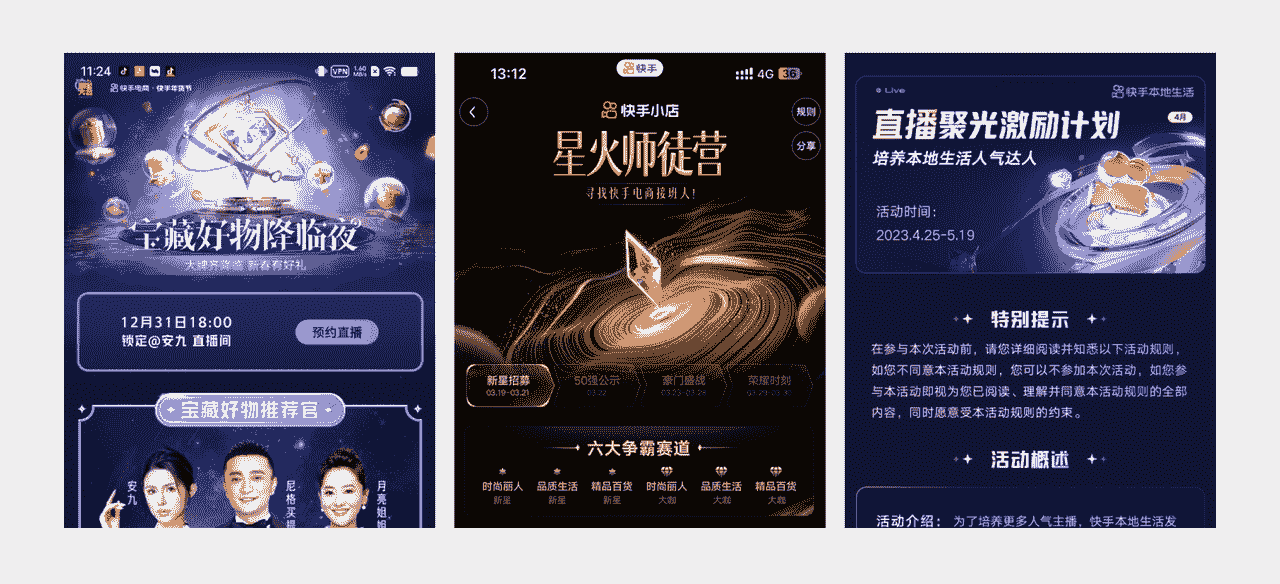 11:24
VPN
1.60
MB/s
快手电商·快手年货节
宝藏好物降临夜
大牌齐降临 新春有好礼
12月31日18:00
锁定@安九 直播间
预约直播
宝藏好物推荐官
安九
尼格买提
月亮姐姐
13:12
快手
4G 36
快手小店
规则
星火师徒营
分享
寻找快手电商接班人!
新星招募
03.19-03.21
50强公示
03.22
豪门盛战
荣耀时刻
六大争霸赛道
时尚丽人
新星
品质生活
新星
精品百货
新星
时尚丽人
大咖
品质生活
大咖
精品百货
大咖
Live
快手本地生活
直播聚光激励计划
4月
培养本地生活人气达人
活动时间:
2023.4.25-5.19
特别提示
在参与本次活动前，请您详细阅读并知悉以下活动规则，
如您不同意本活动规则，您可以不参加本次活动，如您参
与本活动即视为您已阅读、理解并同意本活动规则的全部
内容，同时愿意受本活动规则的约束。
活动概述
活动介绍： 为了培养更多人气主播，快手本地生活发